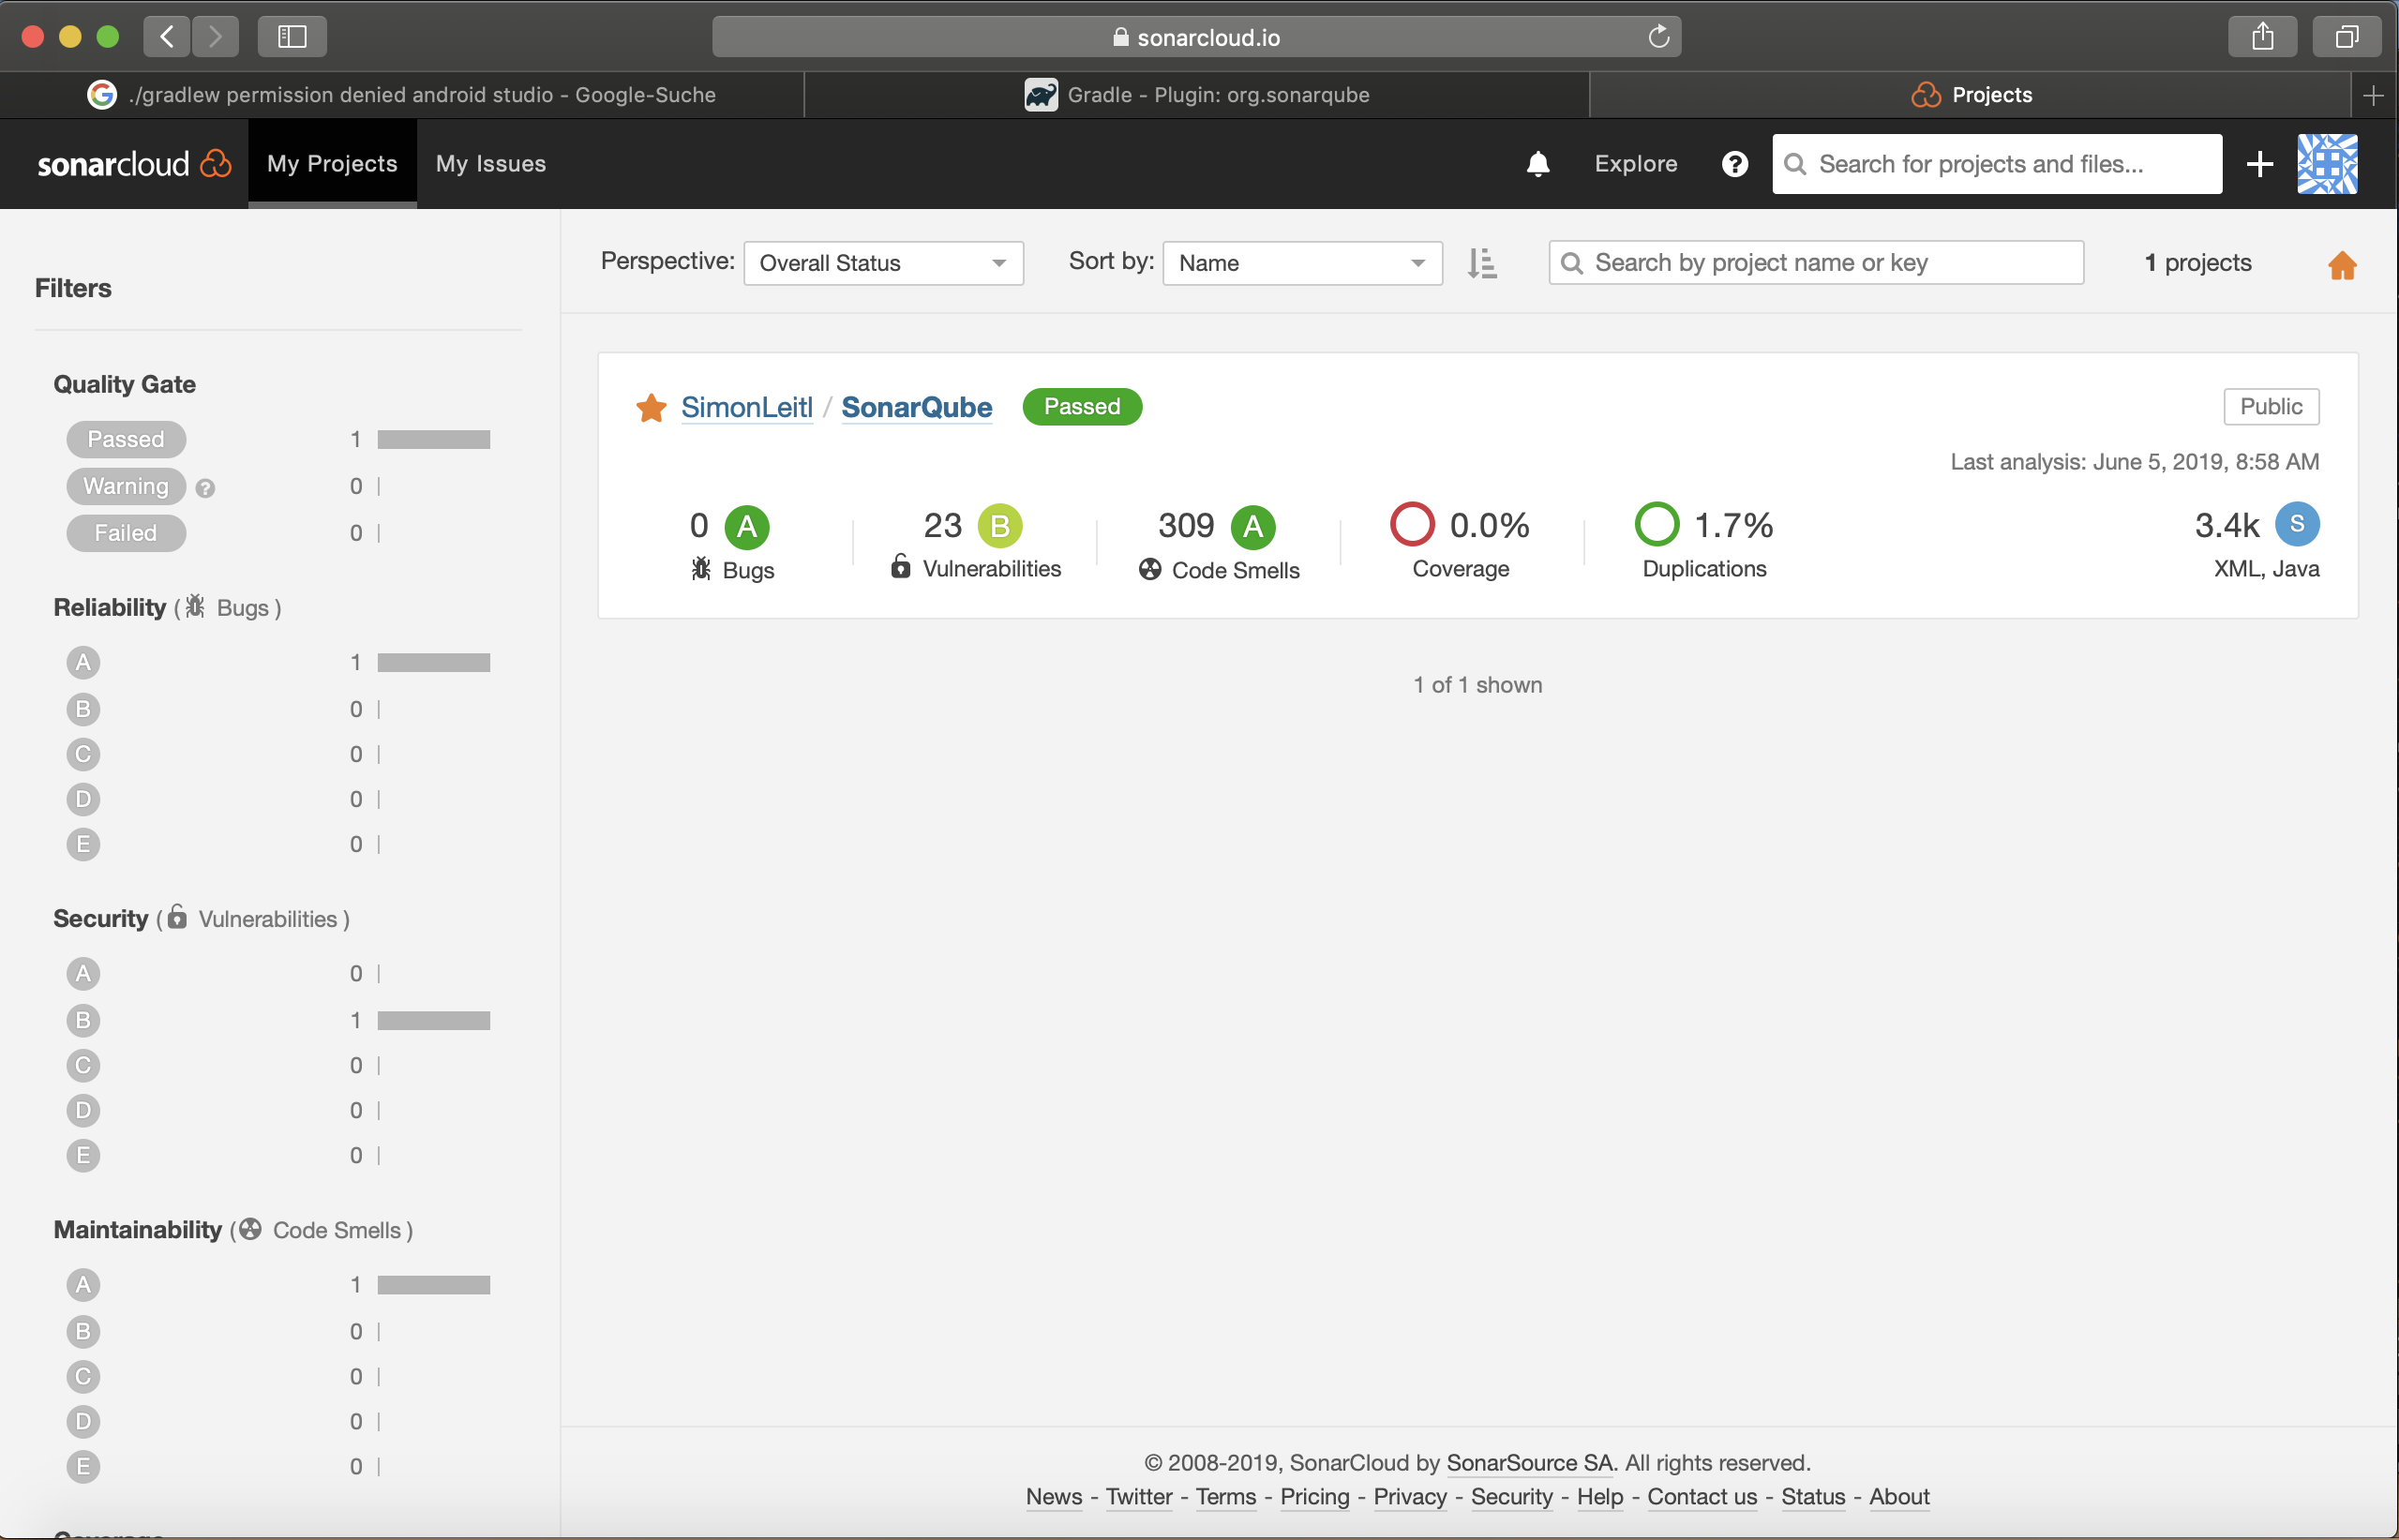 sonarcloud.io
./gradlew permission denied android studio - Google-Suche
Gradle - Plugin: org.sonarqube
Projects
sonarcloud
My Projects
My Issues
Explore
Search for projects and files...
Filters
Quality Gate
Passed 1
Warning ? 0
Failed 0
Reliability ( Bugs )
A 1
B 0
C 0
D 0
E 0
Security ( Vulnerabilities )
A 0
B 1
C 0
D 0
E 0
Maintainability ( Code Smells )
A 1
B 0
C 0
D 0
E 0
Coverage
Perspective: Overall Status Sort by: Name Search by project name or key 1 projects
SimonLeitl / SonarQube Passed Public
Last analysis: June 5, 2019, 8:58 AM
0 A 23 B 309 A 0.0% 1.7% 3.4k S
Bugs Vulnerabilities Code Smells Coverage Duplications XML, Java
1 of 1 shown
© 2008-2019, SonarCloud by SonarSource SA. All rights reserved.
News - Twitter - Terms - Pricing - Privacy - Security - Help - Contact us - Status - About